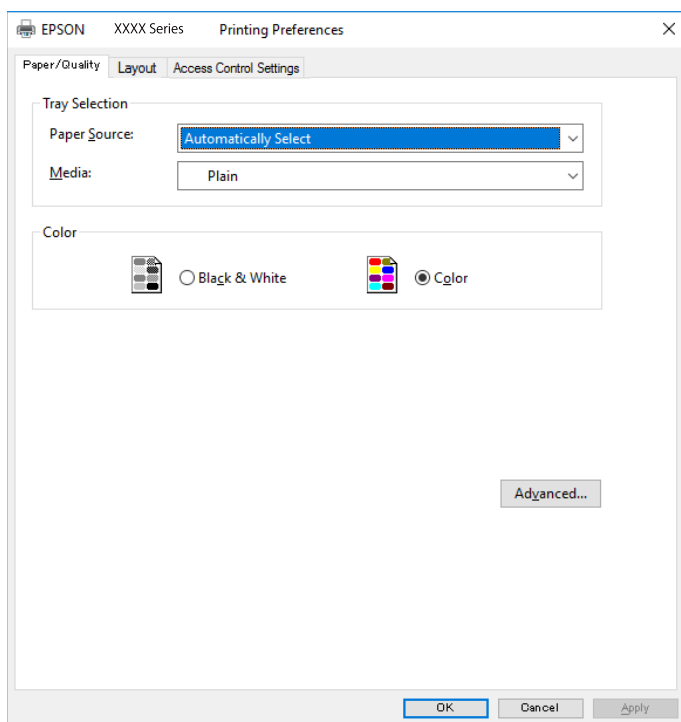 EPSON XXXX Series Printing Preferences
Paper/Quality Layout Access Control Settings
Tray Selection
Paper Source: Automatically Select
Media: Plain
Color
Black & White Color
Advanced...
OK Cancel Apply